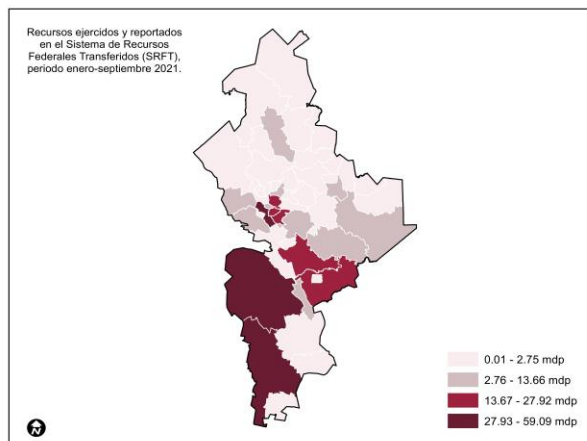 Recursos ejercidos y reportados
en el Sistema de Recursos
Federales Transferidos (SRFT),
periodo enero-septiembre 2021.
0.01 - 2.75 mdp
2.76 - 13.66 mdp
13.67 - 27.92 mdp
27.93 - 59.09 mdp
N